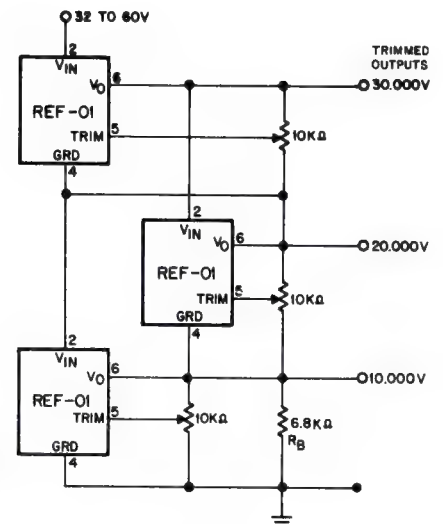 32 TO 60V
TRIMMED
OUTPUTS
2
VIN
VO 6
30.000V
REF-01
TRIM 5
10KΩ
GRD
4
2
VIN
VO 6
20.000V
REF-01
TRIM 5
10KΩ
GRD
4
2
VIN
VO 6
10.000V
REF-01
TRIM 5
10KΩ
6.8KΩ
RB
GRD
4